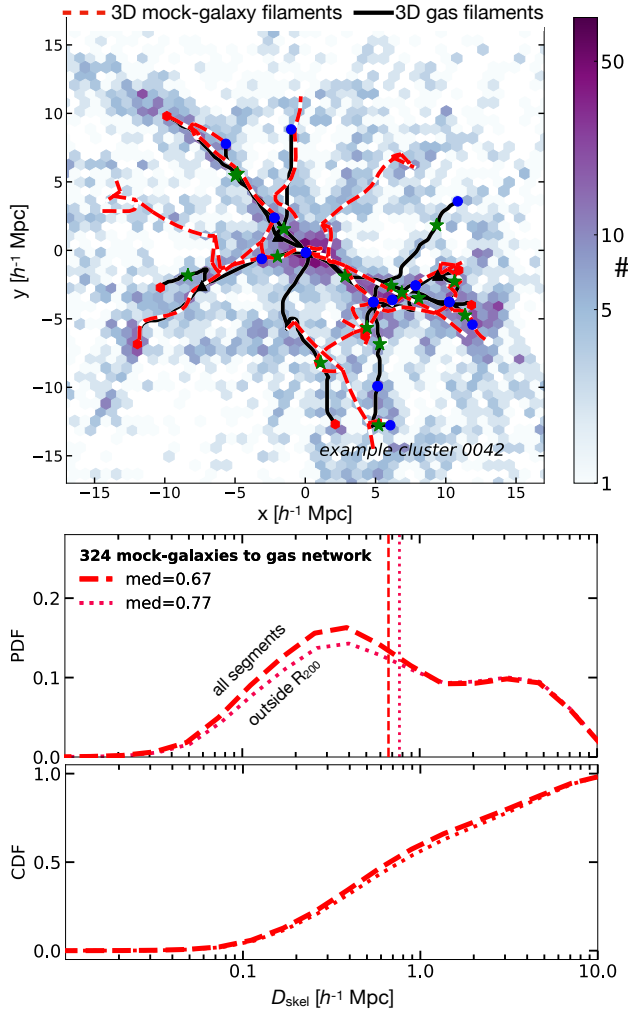 3D mock-galaxy filaments 3D gas filaments
15
10
5
0
−5
−10
−15
y [h⁻¹ Mpc]
example cluster 0042
−15 −10 −5 0 5 10 15
x [h⁻¹ Mpc]
50
10
5
1
#
324 mock-galaxies to gas network
med=0.67
med=0.77
all segments
outside R₂₀₀
0.2
0.1
0.0
PDF
1.0
0.5
0.0
CDF
0.1 1.0 10.0
D_skel [h⁻¹ Mpc]